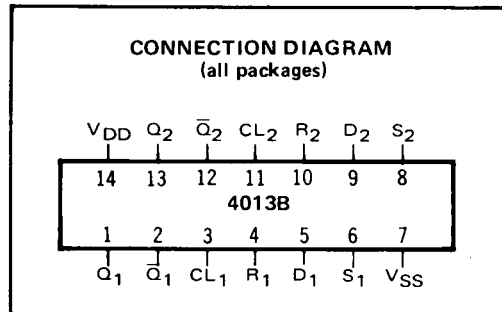 CONNECTION DIAGRAM
(all packages)
VDD Q2 Q̅2 CL2 R2 D2 S2
14 13 12 11 10 9 8
4013B
1 2 3 4 5 6 7
Q1 Q̅1 CL1 R1 D1 S1 VSS